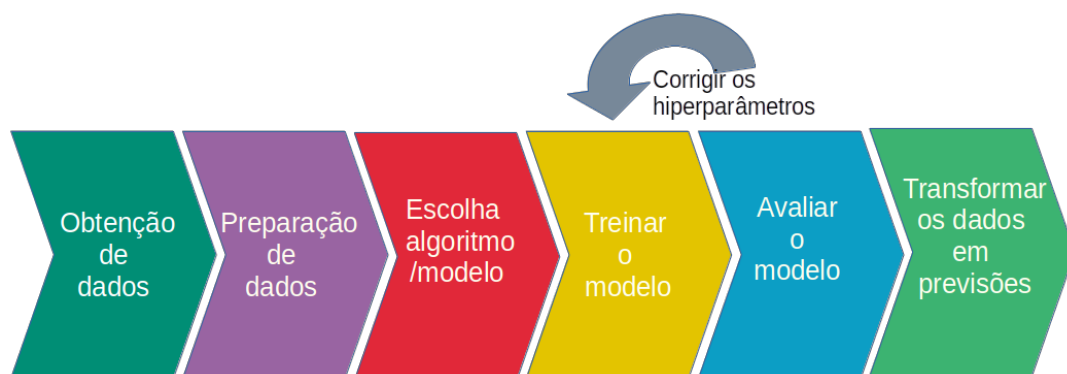 Corrigir os
hiperparâmetros
Obtenção
de
dados
Preparação
de
dados
Escolha
algoritmo
/modelo
Treinar
o
modelo
Avaliar
o
modelo
Transformar
os dados
em
previsões